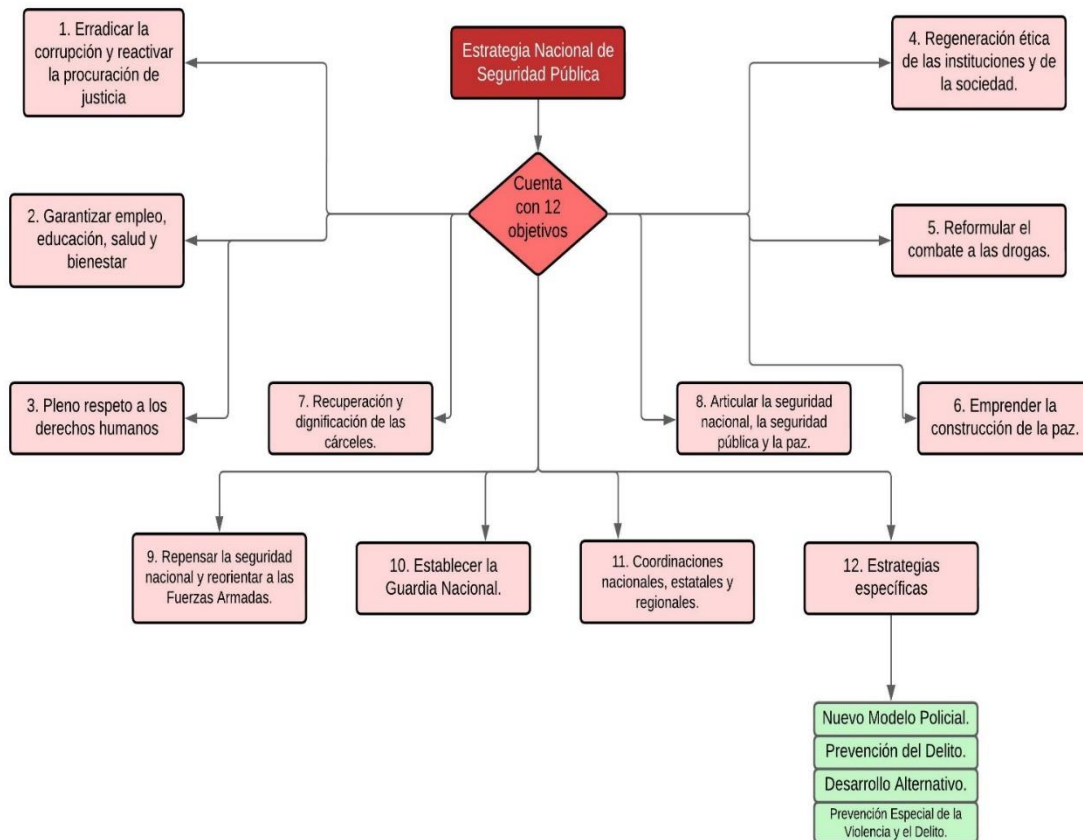 Estrategia Nacional de
Seguridad Pública
Cuenta
con 12
objetivos
1. Erradicar la
corrupción y reactivar
la procuración de
justicia
2. Garantizar empleo,
educación, salud y
bienestar
3. Pleno respeto a los
derechos humanos
4. Regeneración ética
de las instituciones y de
la sociedad.
5. Reformular el
combate a las drogas.
6. Emprender la
construcción de la paz.
7. Recuperación y
dignificación de las
cárceles.
8. Articular la seguridad
nacional, la seguridad
pública y la paz.
9. Repensar la seguridad
nacional y reorientar a las
Fuerzas Armadas.
10. Establecer la
Guardia Nacional.
11. Coordinaciones
nacionales, estatales y
regionales.
12. Estrategias
específicas
Nuevo Modelo Policial.
Prevención del Delito.
Desarrollo Alternativo.
Prevención Especial de la
Violencia y el Delito.